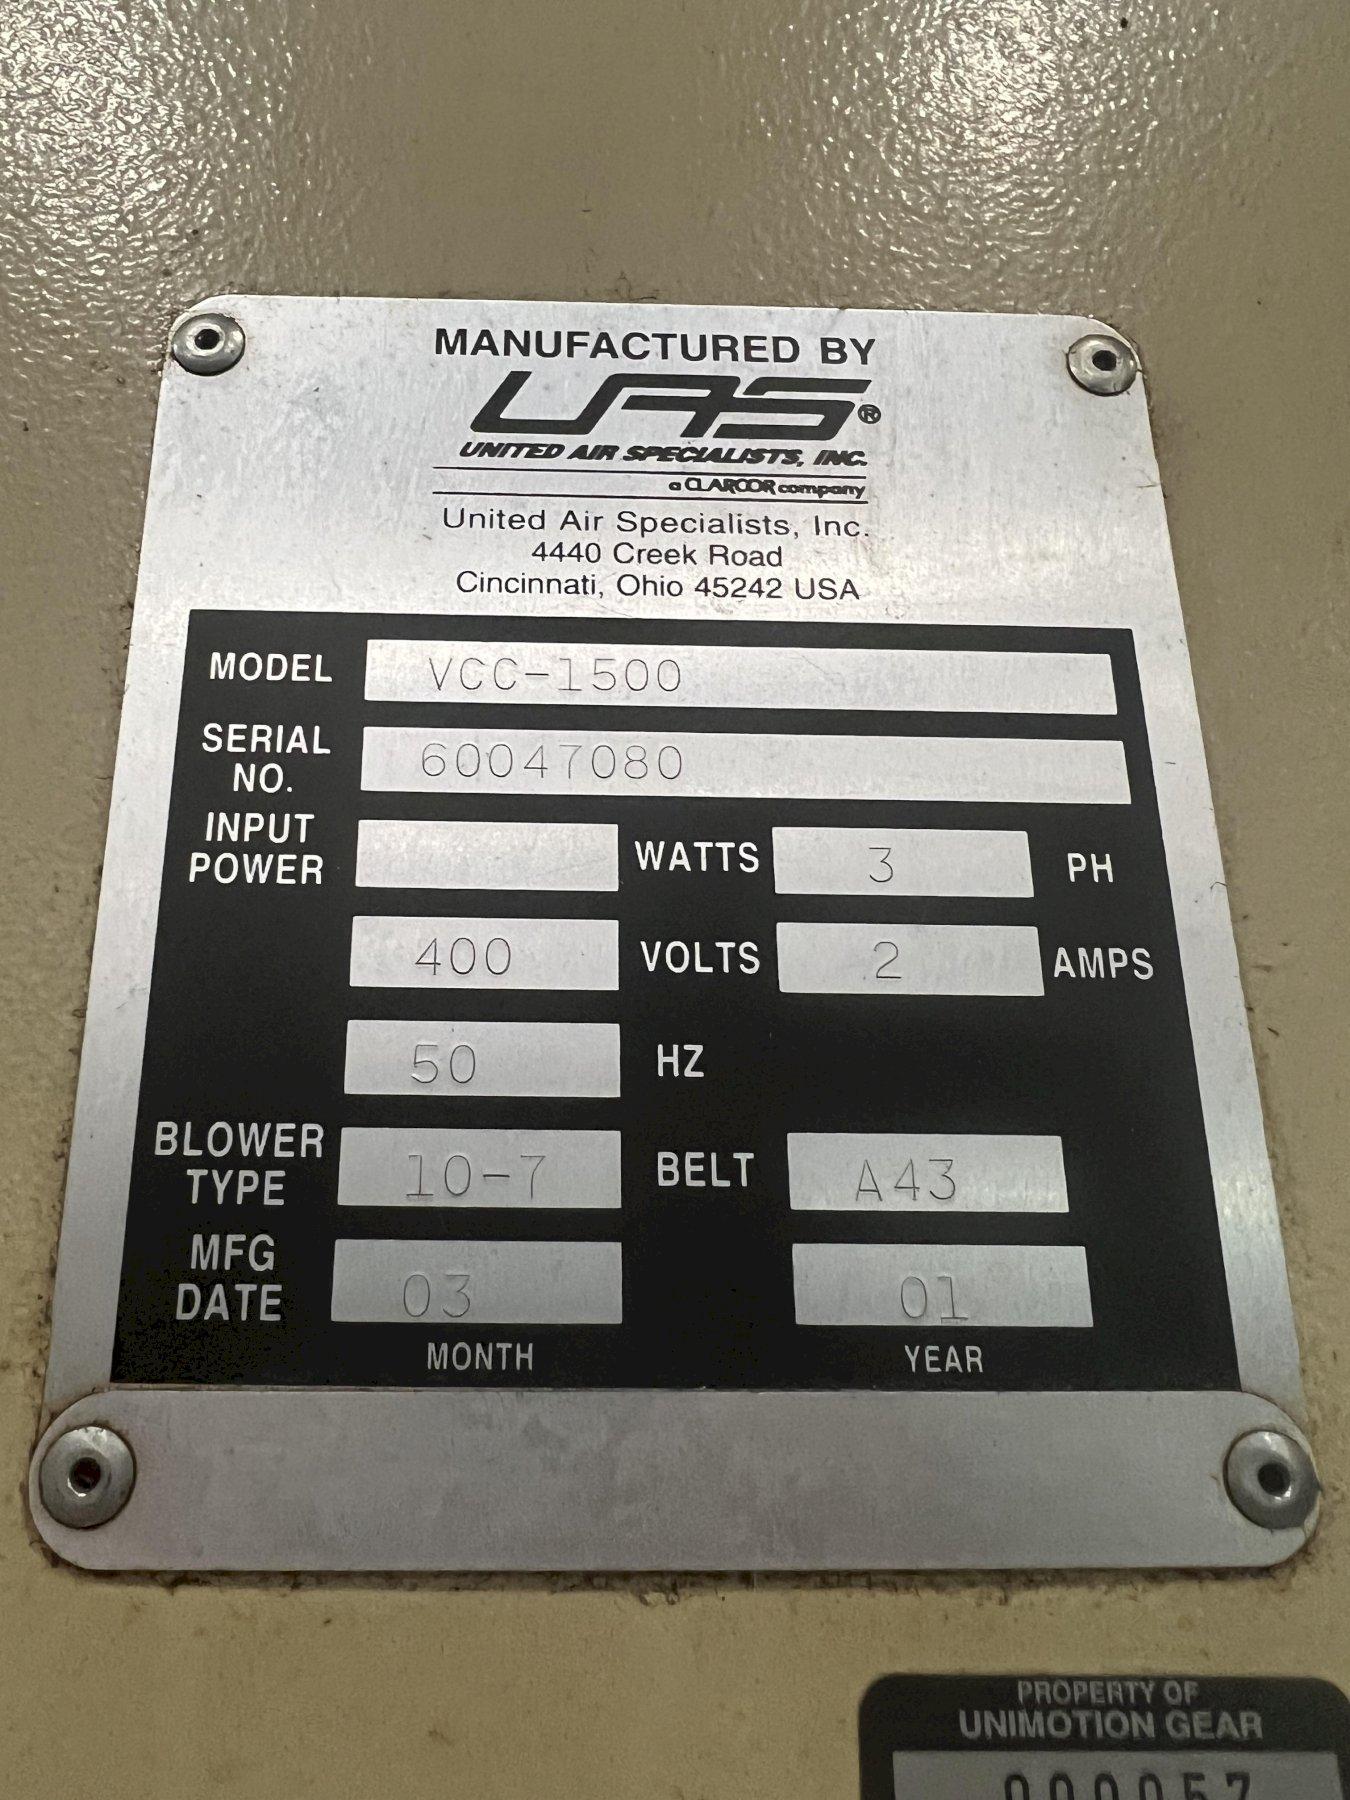 MANUFACTURED BY
UAS®
UNITED AIR SPECIALISTS, INC.
a CLARCOR company
United Air Specialists, Inc.
4440 Creek Road
Cincinnati, Ohio 45242 USA
MODEL VCC-1500
SERIAL NO. 60047080
INPUT POWER WATTS 3 PH
400 VOLTS 2 AMPS
50 HZ
BLOWER TYPE 10-7 BELT A43
MFG DATE 03 01
MONTH YEAR
PROPERTY OF
UNIMOTION GEAR
000057